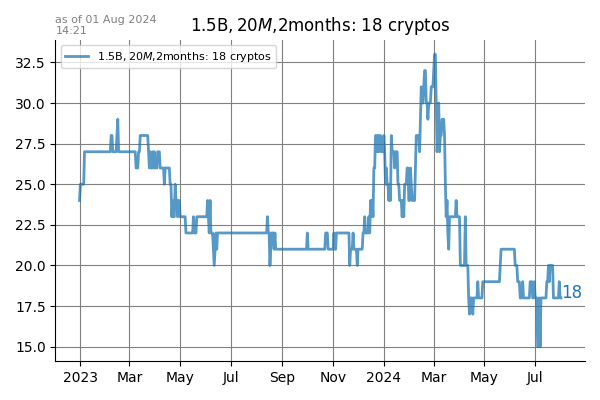 as of 01 Aug 2024
14:21
1.5B, 20M,2months: 18 cryptos
1.5B, 20M,2months: 18 cryptos
32.5
30.0
27.5
25.0
22.5
20.0
17.5
15.0
18
2023 Mar May Jul Sep Nov 2024 Mar May Jul